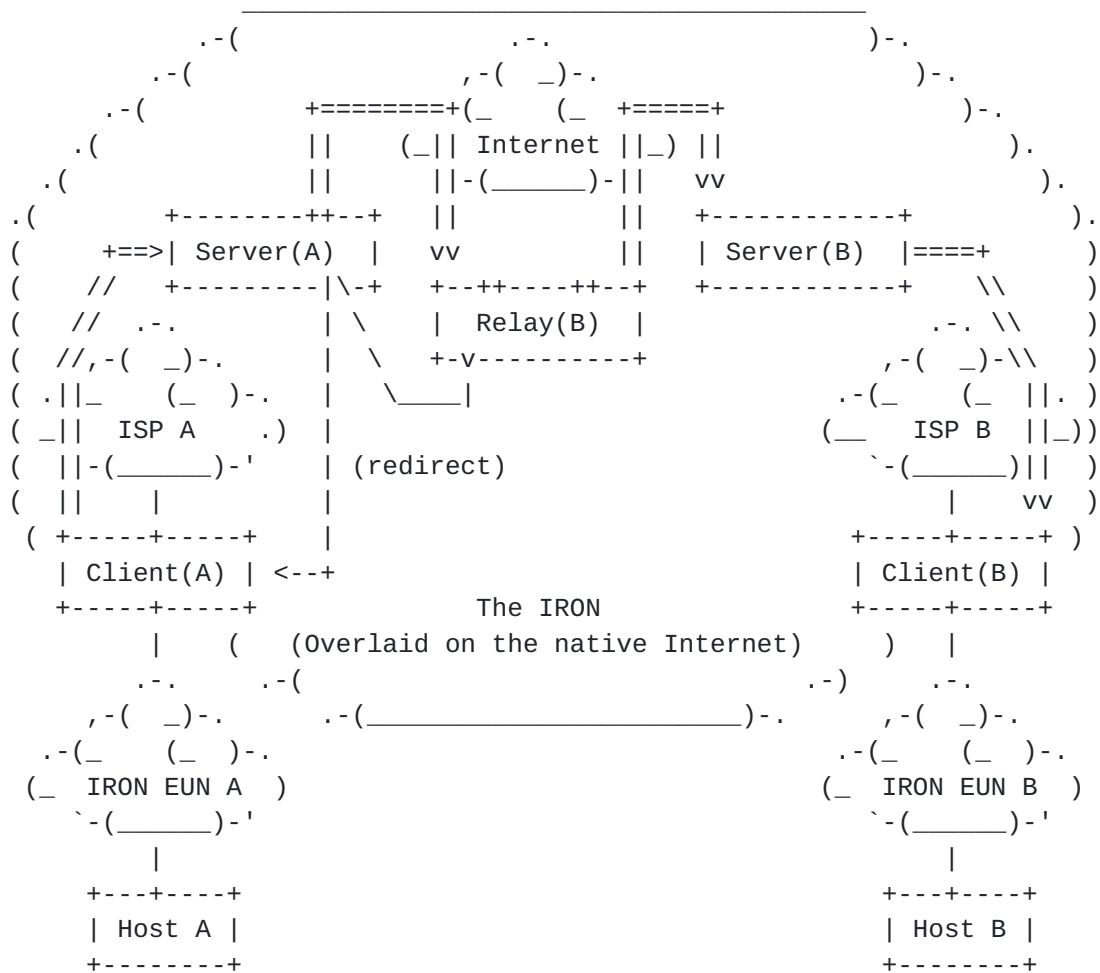 Internet
Server(A) Server(B)
Relay(B)
ISP A ISP B
(redirect)
Client(A) Client(B)
The IRON
(Overlaid on the native Internet)
IRON EUN A IRON EUN B
Host A Host B